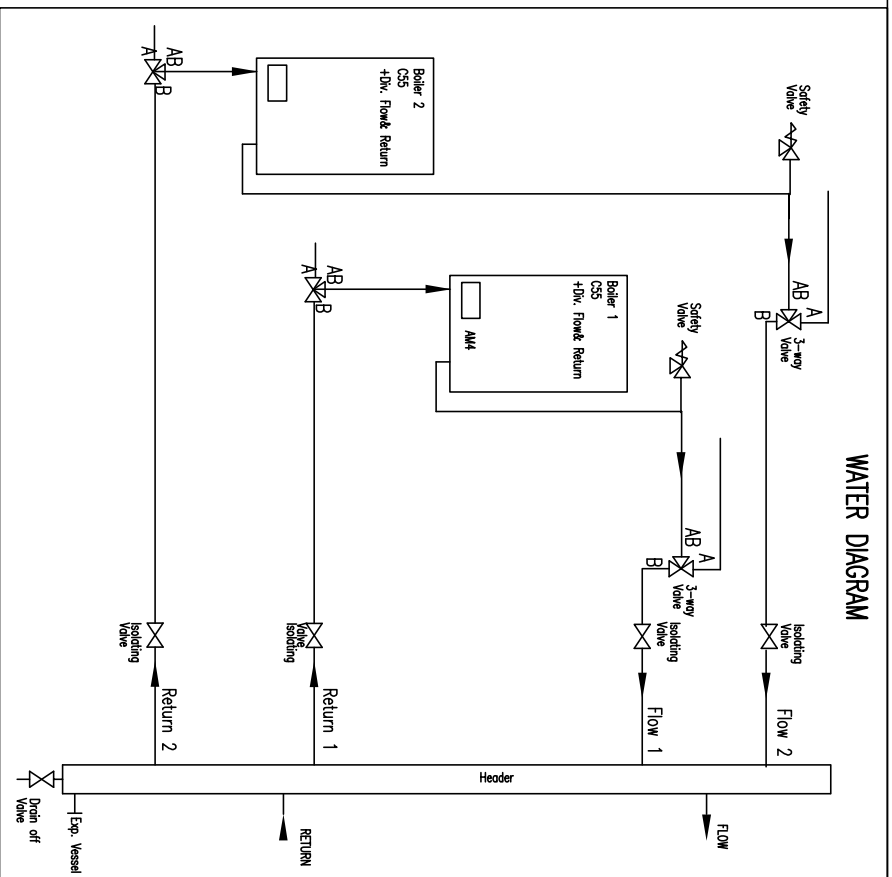 WATER DIAGRAM
Safety
Valve
A
AB
B
3-way
Valve
Isolating
Valve
Flow 2
Safety
Valve
A
AB
B
3-way
Valve
Isolating
Valve
Flow 1
FLOW
Boiler 2
C55
+Div. Flow& Return
Boiler 1
C55
+Div. Flow& Return
AM4
Header
A
AB
B
Valve
Isolating
Return 1
RETURN
A
AB
B
Isolating
Valve
Return 2
Exp. Vessel
Drain off
Valve